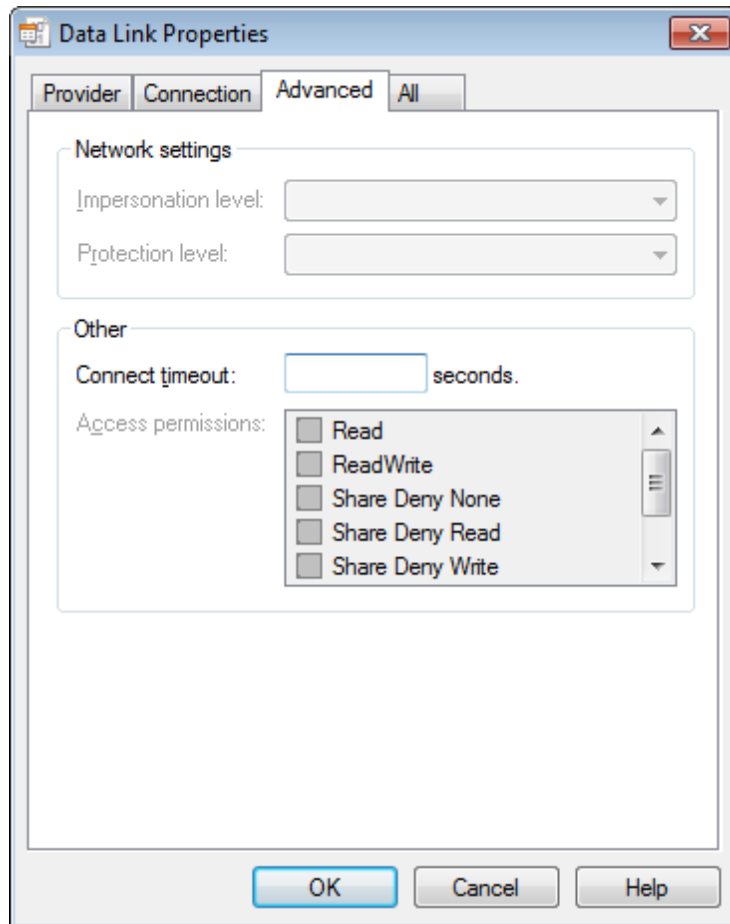 Data Link Properties
Provider Connection Advanced All
Network settings
Impersonation level:
Protection level:
Other
Connect timeout: seconds.
Access permissions:
Read
ReadWrite
Share Deny None
Share Deny Read
Share Deny Write
OK Cancel Help